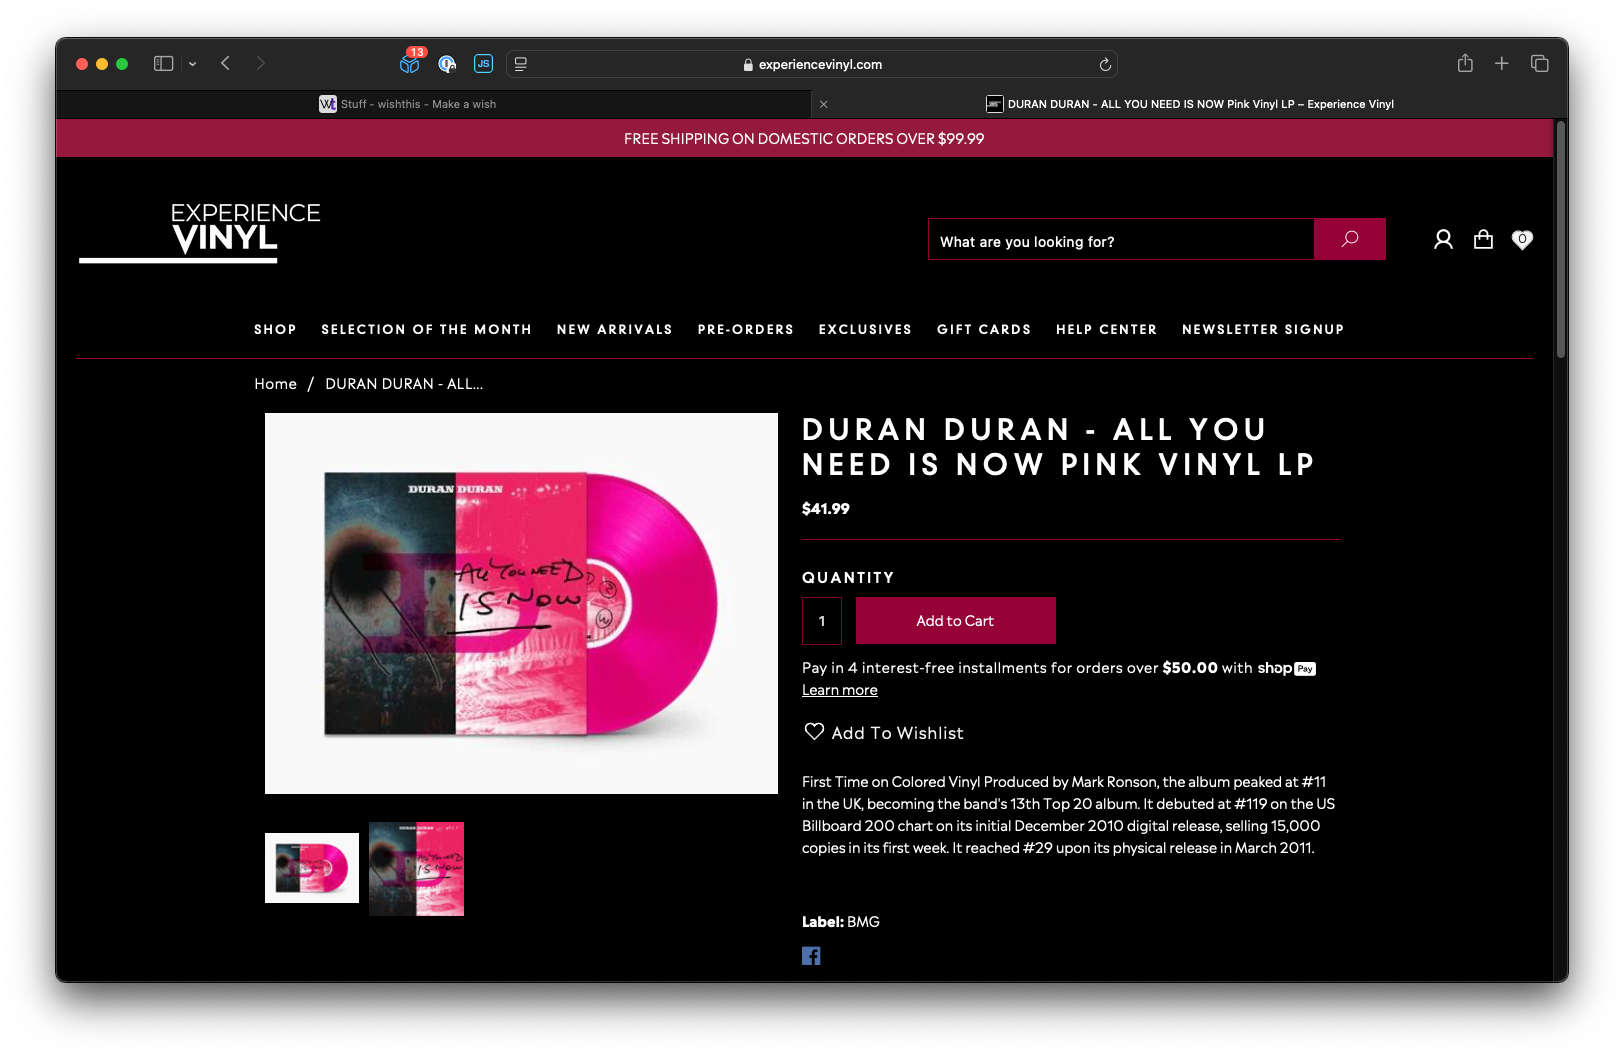 13
JS
experiencevinyl.com
Wt Stuff - wishthis - Make a wish
DURAN DURAN - ALL YOU NEED IS NOW Pink Vinyl LP – Experience Vinyl
FREE SHIPPING ON DOMESTIC ORDERS OVER $99.99
EXPERIENCE
VINYL
What are you looking for?
0
SHOP SELECTION OF THE MONTH NEW ARRIVALS PRE-ORDERS EXCLUSIVES GIFT CARDS HELP CENTER NEWSLETTER SIGNUP
Home / DURAN DURAN - ALL...
DURAN DURAN
ALL YOU NEED
IS NOW
DURAN DURAN - ALL YOU
NEED IS NOW PINK VINYL LP
$41.99
QUANTITY
1
Add to Cart
Pay in 4 interest-free installments for orders over $50.00 with shop Pay
Learn more
Add To Wishlist
First Time on Colored Vinyl Produced by Mark Ronson, the album peaked at #11
in the UK, becoming the band's 13th Top 20 album. It debuted at #119 on the US
Billboard 200 chart on its initial December 2010 digital release, selling 15,000
copies in its first week. It reached #29 upon its physical release in March 2011.
DURAN DURAN
ALL YOU NEED
IS NOW
Label: BMG